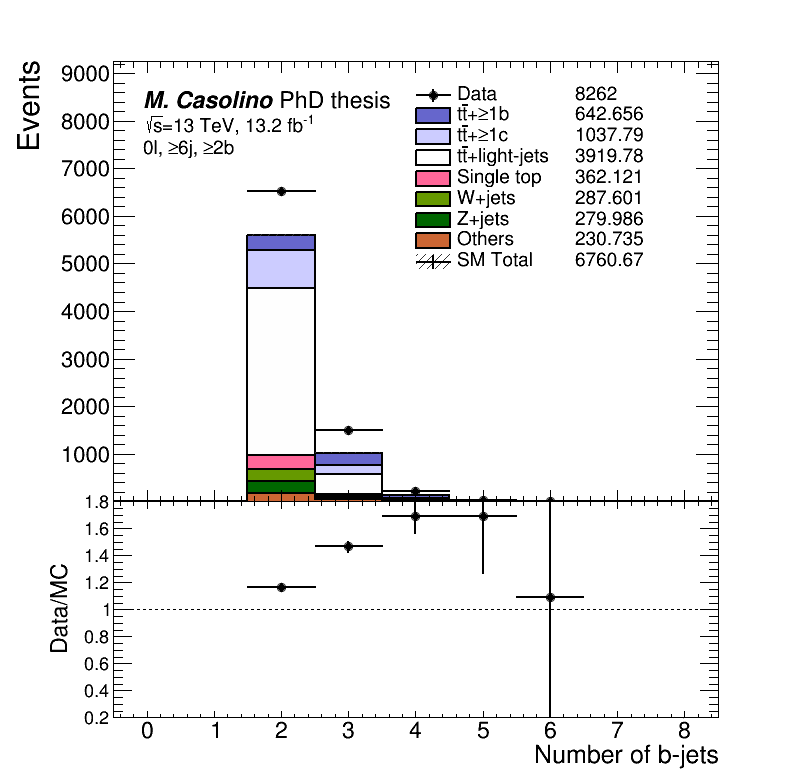 Events
9000
8000
7000
6000
5000
4000
3000
2000
1000
M. Casolino PhD thesis
√s=13 TeV, 13.2 fb⁻¹
0l, ≥6j, ≥2b
Data 8262
tt̄+≥1b 642.656
tt̄+≥1c 1037.79
tt̄+light-jets 3919.78
Single top 362.121
W+jets 287.601
Z+jets 279.986
Others 230.735
SM Total 6760.67
Data/MC
1.8
1.6
1.4
1.2
1
0.8
0.6
0.4
0.2
0 1 2 3 4 5 6 7 8
Number of b-jets